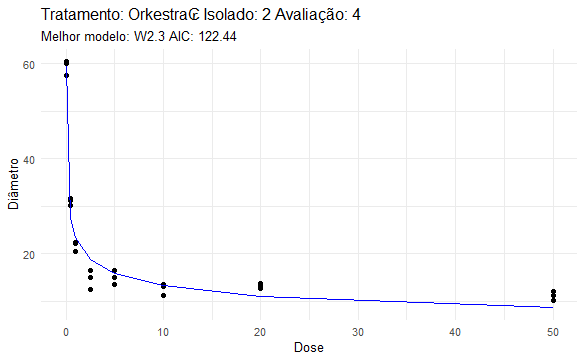 Tratamento: Orkestra₢ Isolado: 2 Avaliação: 4
Melhor modelo: W2.3 AIC: 122.44
60
40
20
Diâmetro
0
10
20
30
40
50
Dose